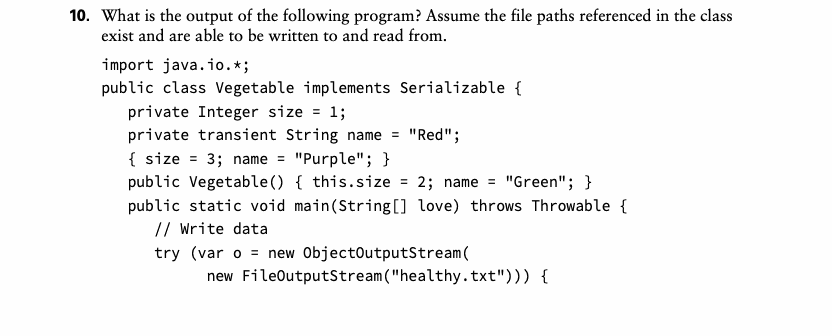 10. What is the output of the following program? Assume the file paths referenced in the class
exist and are able to be written to and read from.
import java.io.*;
public class Vegetable implements Serializable {
private Integer size = 1;
private transient String name = "Red";
{ size = 3; name = "Purple"; }
public Vegetable() { this.size = 2; name = "Green"; }
public static void main(String[] love) throws Throwable {
// Write data
try (var o = new ObjectOutputStream(
new FileOutputStream("healthy.txt"))) {